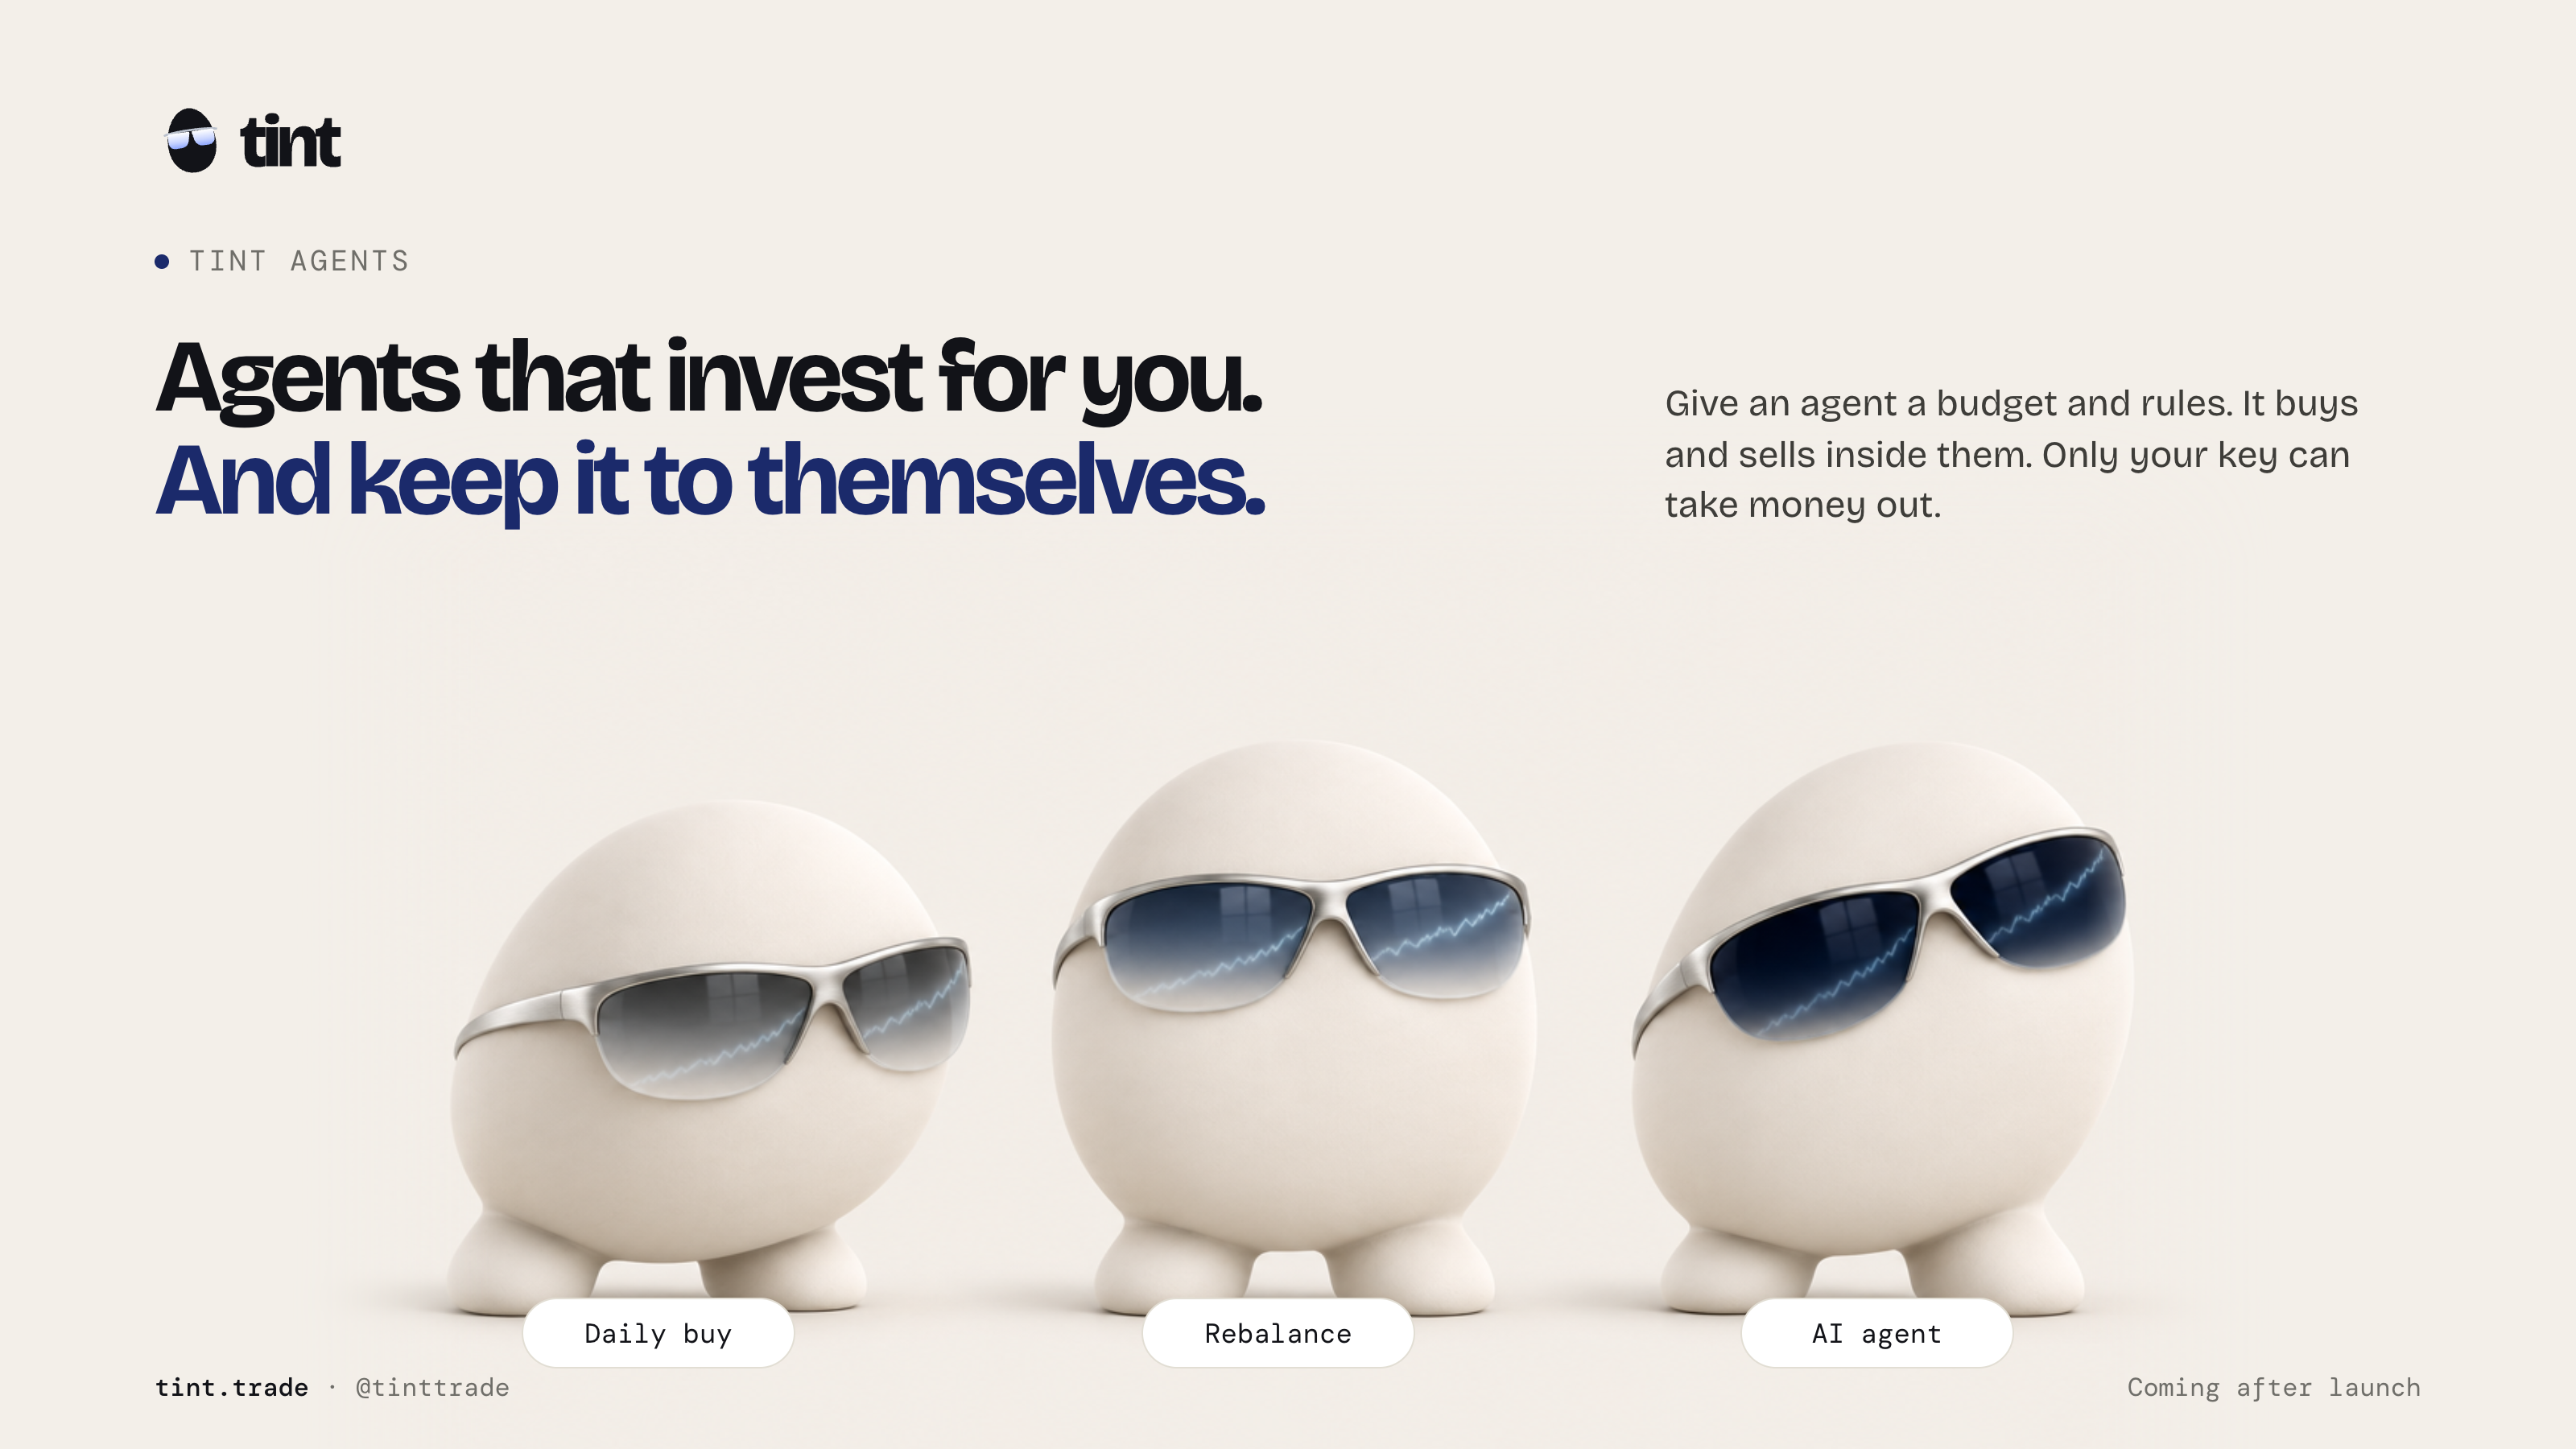 tint
TINT AGENTS
Agents that invest for you.
And keep it to themselves.
Give an agent a budget and rules. It buys
and sells inside them. Only your key can
take money out.
Daily buy
Rebalance
AI agent
tint.trade · @tinttrade
Coming after launch